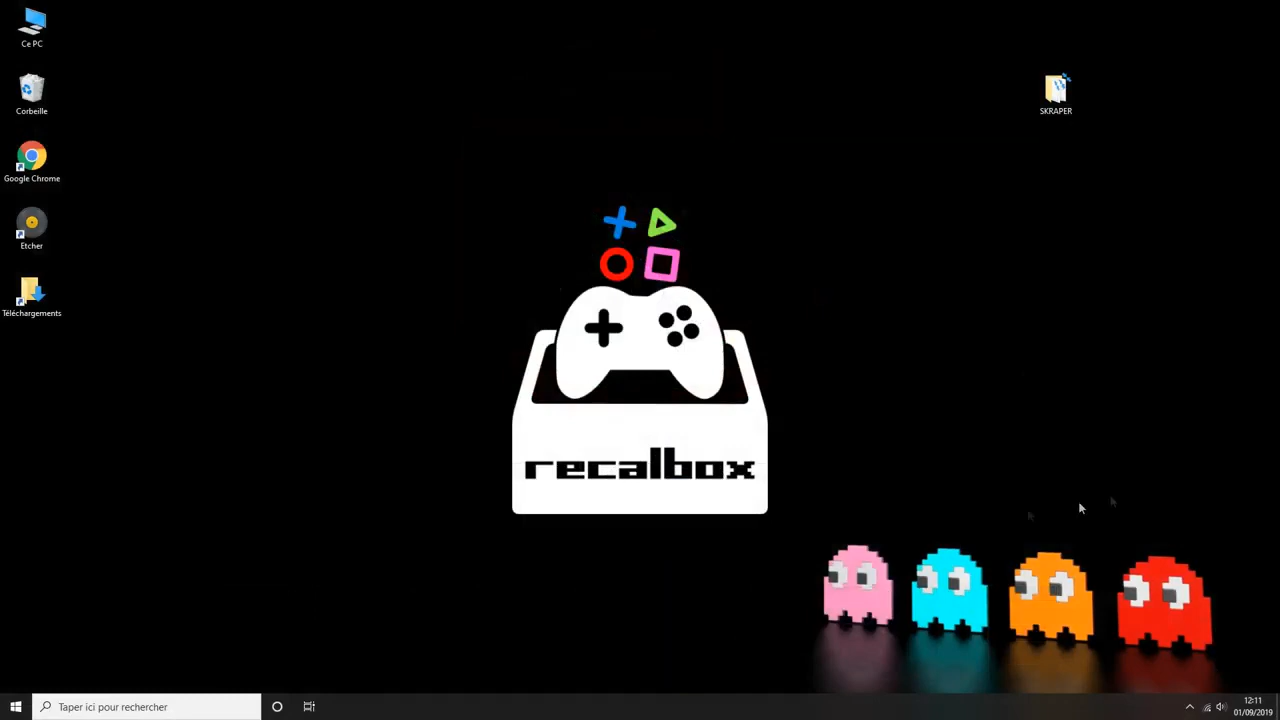 Ce PC
Corbeille
Google Chrome
Etcher
Téléchargements
SKRAPER
recalbox
Taper ici pour rechercher
12:11
01/09/2019